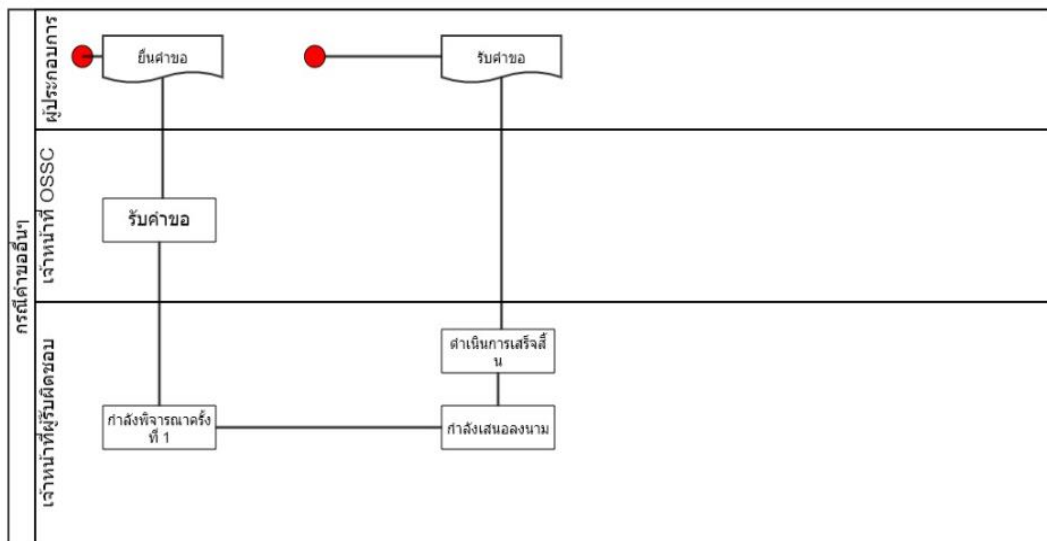 กรณีคำขออื่นๆ
ผู้ประกอบการ
ยื่นคำขอ
รับคำขอ
เจ้าหน้าที่ OSSC
รับคำขอ
เจ้าหน้าที่ผู้รับผิดชอบ
ดำเนินการเสร็จสิ้
น
กำลังพิจารณาครั้ง
ที่ 1
กำลังเสนอลงนาม